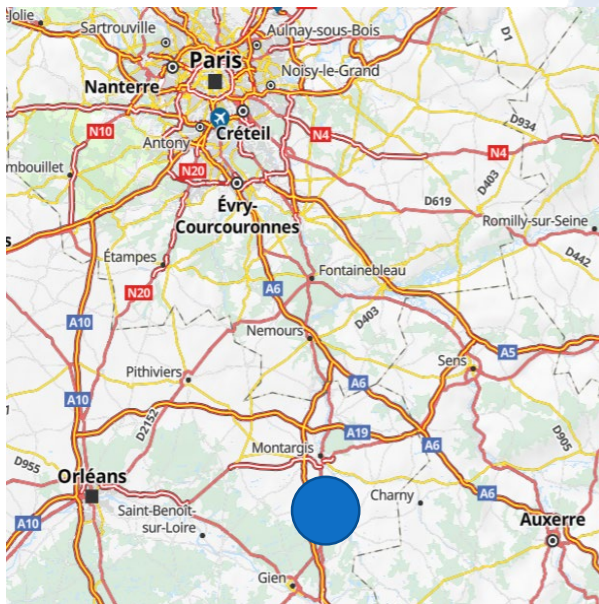 Jolie
Sartrouville
Aulnay-sous-Bois
D1
Paris
Nanterre
Noisy-le-Grand
N10
Créteil
D934
N4
Antony
N4
mbouillet
N20
D403
Évry-
Courcouronnes
D619
Romilly-sur-Seine
s
Étampes
D442
Fontainebleau
N20
A6
A10
D403
Nemours
A5
Sens
Pithiviers
A6
A10
D2152
A19
D905
A6
Montargis
D955
Orléans
Charny
A6
Saint-Benoît-
sur-Loire
A10
Auxerre
Gien